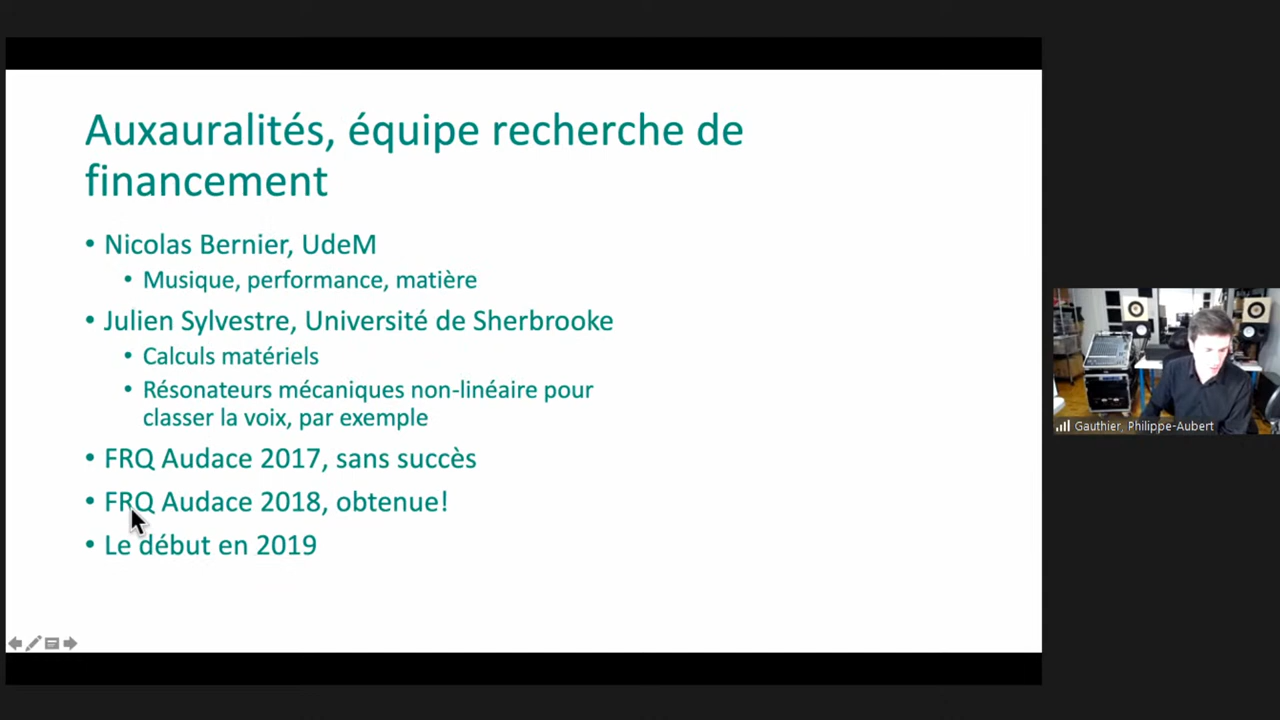 Auxauralités, équipe recherche de
financement
• Nicolas Bernier, UdeM
• Musique, performance, matière
• Julien Sylvestre, Université de Sherbrooke
• Calculs matériels
• Résonateurs mécaniques non-linéaire pour
classer la voix, par exemple
• FRQ Audace 2017, sans succès
• FRQ Audace 2018, obtenue!
• Le début en 2019
Gauthier, Philippe-Aubert